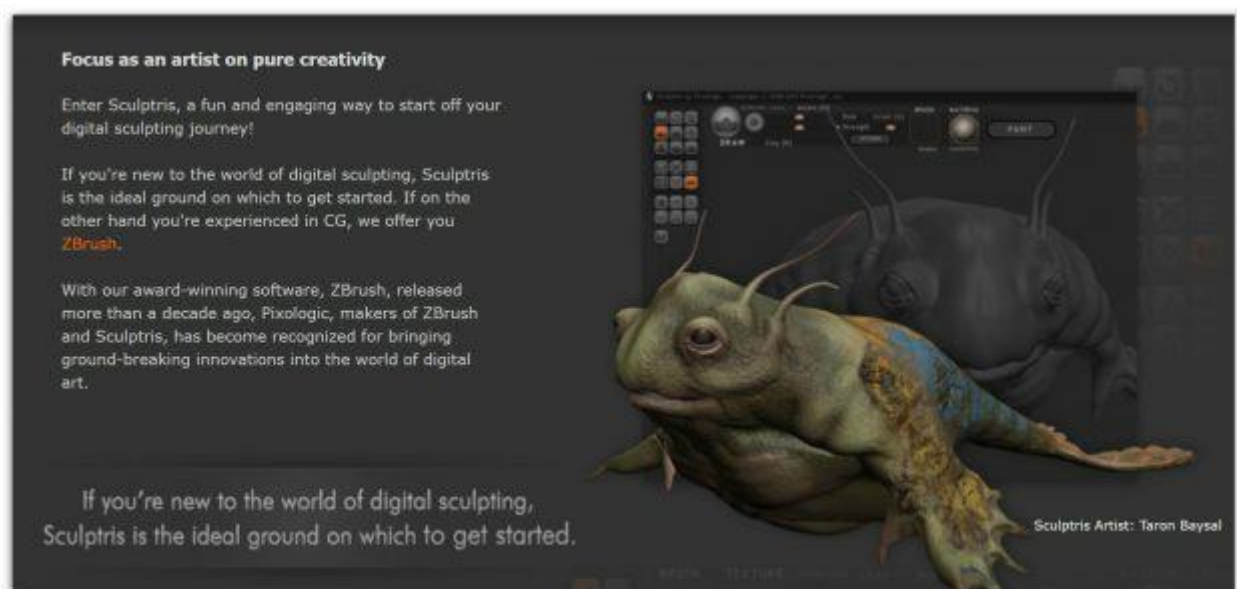 Focus as an artist on pure creativity
Enter Sculptris, a fun and engaging way to start off your
digital sculpting journey!
If you're new to the world of digital sculpting, Sculptris
is the ideal ground on which to get started. If on the
other hand you're experienced in CG, we offer you
ZBrush.
With our award-winning software, ZBrush, released
more than a decade ago, Pixologic, makers of ZBrush
and Sculptris, has become recognized for bringing
ground-breaking innovations into the world of digital
art.
If you're new to the world of digital sculpting,
Sculptris is the ideal ground on which to get started.
DRAW
PAINT
Sculptris Artist: Taron Baysal